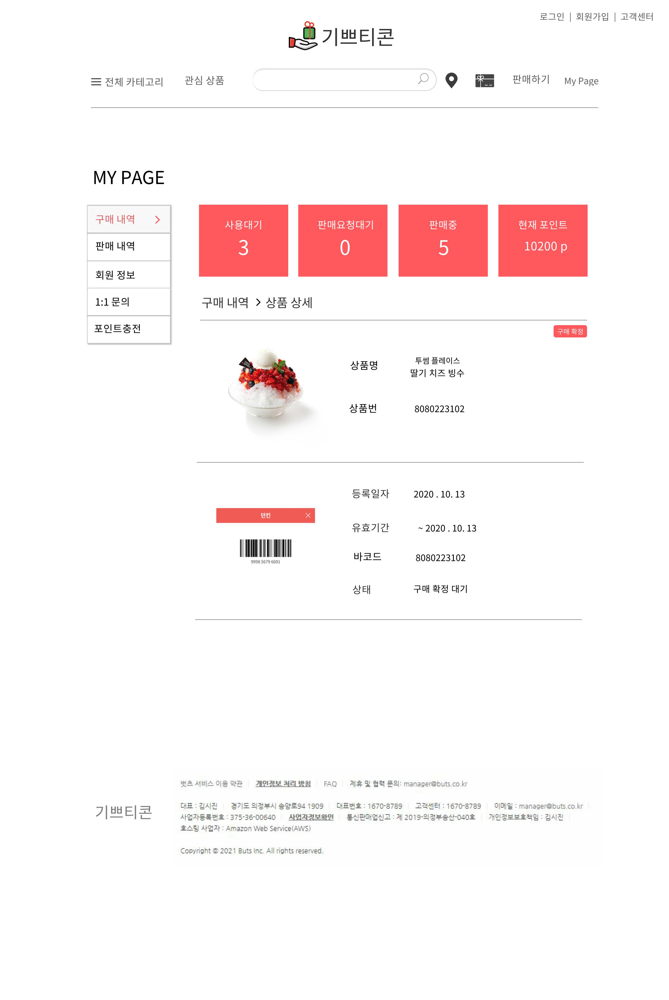 로그인 | 회원가입 | 고객센터
기쁘티콘
전체 카테고리 관심 상품 판매하기 My Page
MY PAGE
구매 내역
판매 내역
회원 정보
1:1 문의
포인트충전
사용대기 판매요청대기 판매중 현재 포인트
3 0 5 10200 p
구매 내역 > 상품 상세
구매 확정
상품명 투썸 플레이스
딸기 치즈 빙수
상품번 8080223102
등록일자 2020 . 10. 13
유효기간 ~ 2020 . 10. 13
바코드 8080223102
상태 구매 확정 대기
던킨
9998 5679 6691
벗츠 서비스 이용 약관 개인정보 처리 방침 FAQ 제휴 및 협력 문의: manager@buts.co.kr
기쁘티콘
대표 : 김시진 경기도 의정부시 송양로94 1909 대표번호 : 1670-8789 고객센터 : 1670-8789 이메일 : manager@buts.co.kr
사업자등록번호 : 375-36-00640 사업자정보확인 통신판매업신고 : 제 2019-의정부송산-040호 개인정보보호책임 : 김시진
호스팅 사업자 : Amazon Web Service(AWS)
Copyright © 2021 Buts Inc. All rights reserved.